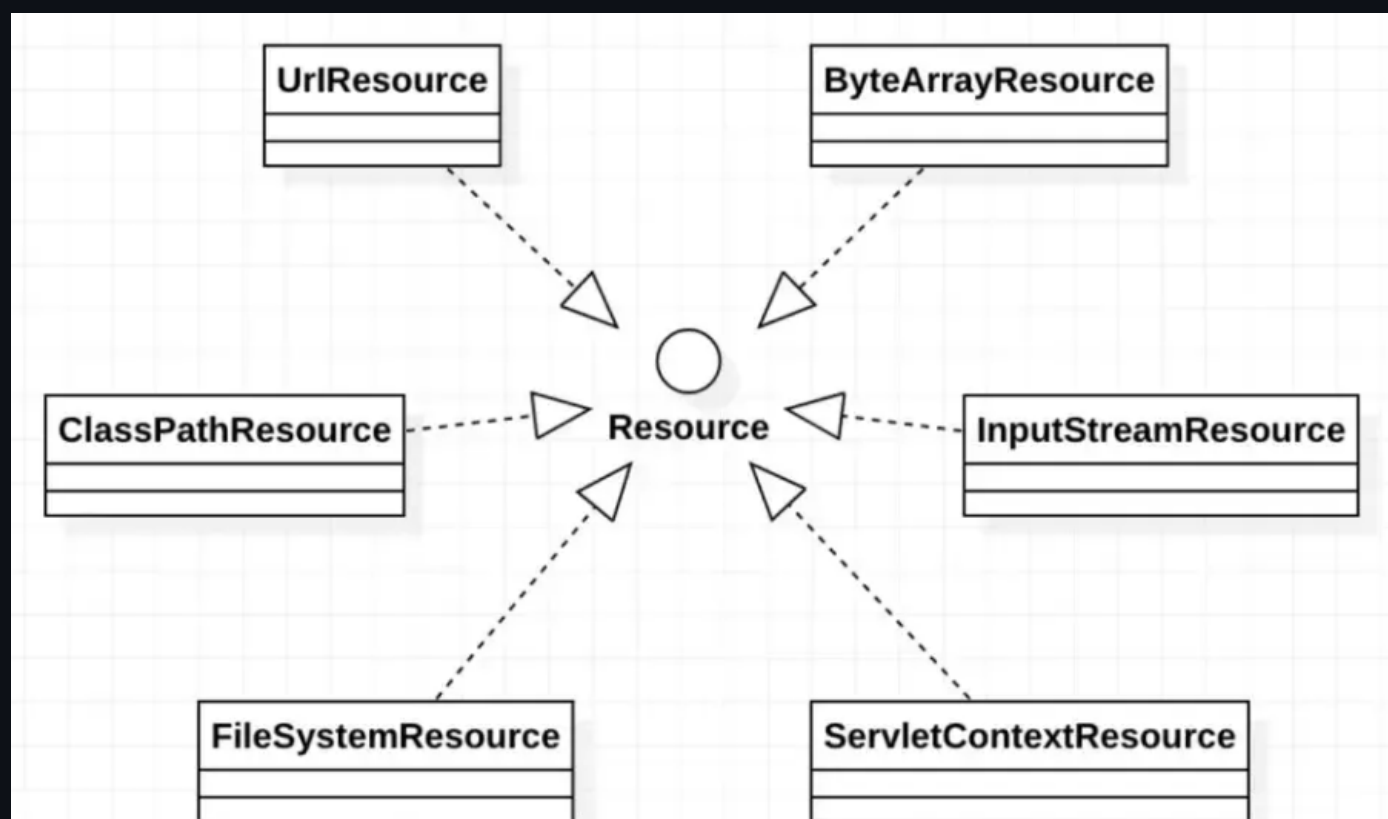 UrlResource
ByteArrayResource
ClassPathResource
Resource
InputStreamResource
FileSystemResource
ServletContextResource